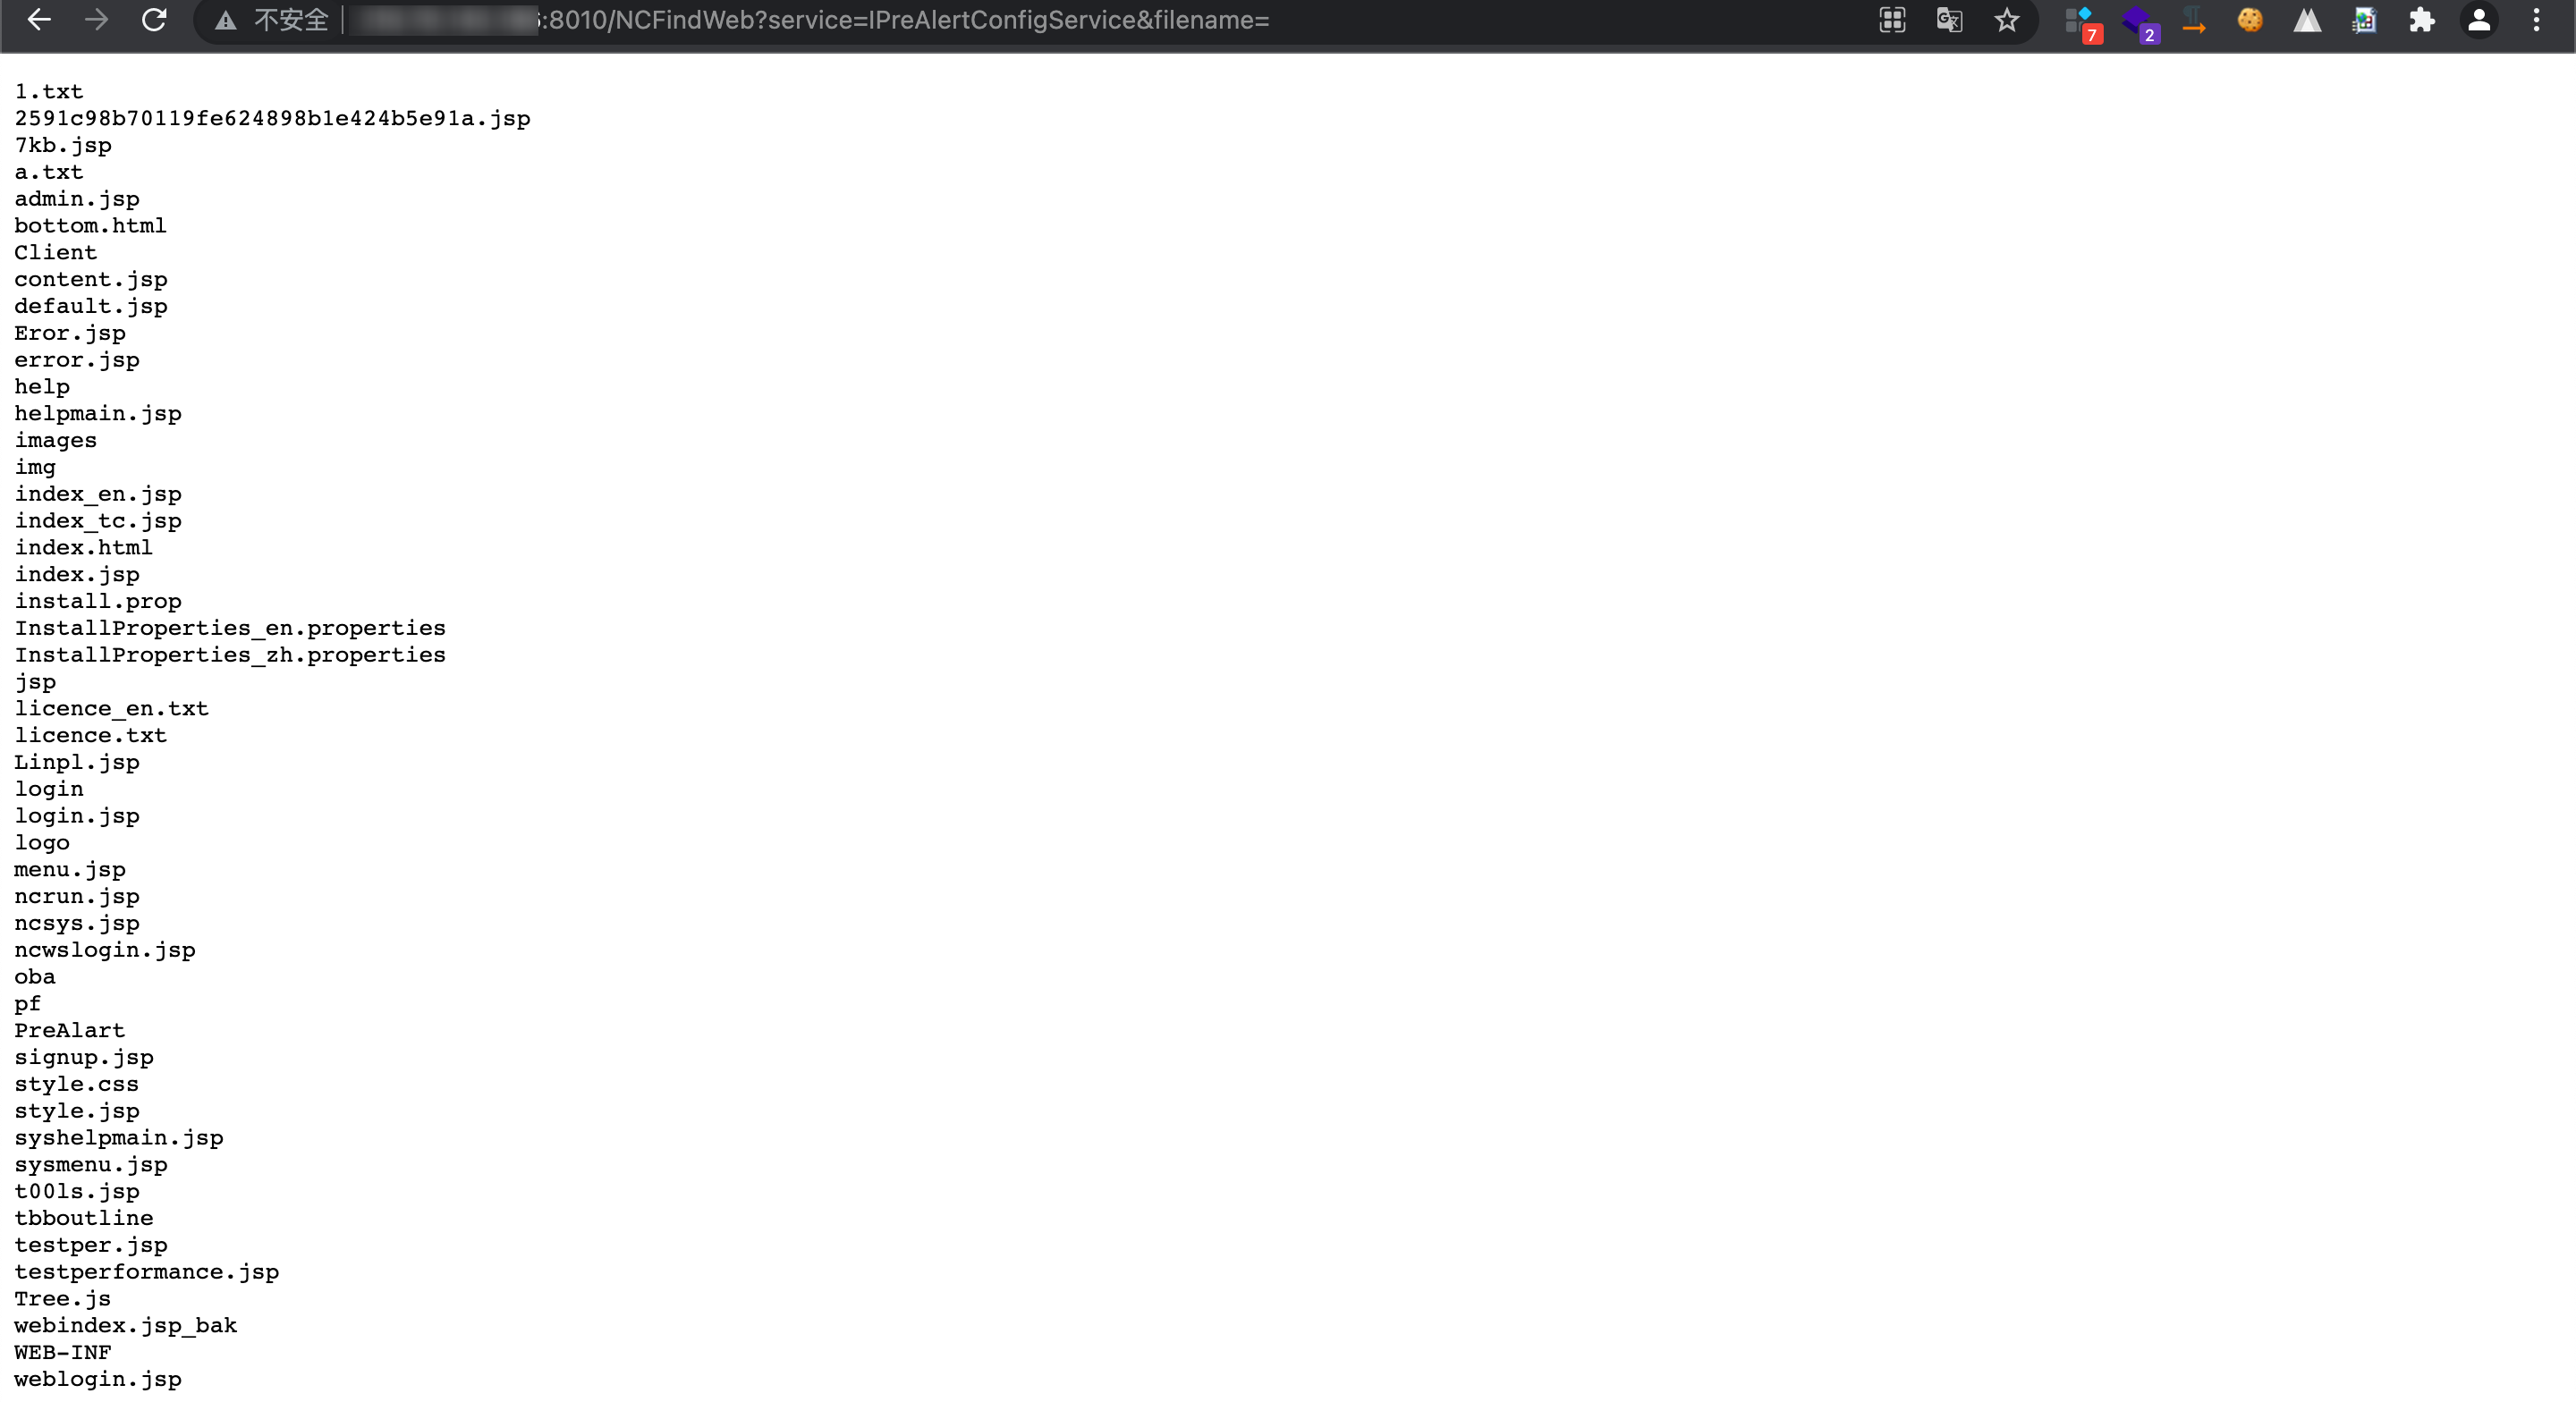 不安全 :8010/NCFindWeb?service=IPreAlertConfigService&filename=
7
2
1.txt
2591c98b70119fe624898b1e424b5e91a.jsp
7kb.jsp
a.txt
admin.jsp
bottom.html
Client
content.jsp
default.jsp
Eror.jsp
error.jsp
help
helpmain.jsp
images
img
index_en.jsp
index_tc.jsp
index.html
index.jsp
install.prop
InstallProperties_en.properties
InstallProperties_zh.properties
jsp
licence_en.txt
licence.txt
Linpl.jsp
login
login.jsp
logo
menu.jsp
ncrun.jsp
ncsys.jsp
ncwslogin.jsp
oba
pf
PreAlart
signup.jsp
style.css
style.jsp
syshelpmain.jsp
sysmenu.jsp
t00ls.jsp
tbboutline
testper.jsp
testperformance.jsp
Tree.js
webindex.jsp_bak
WEB-INF
weblogin.jsp